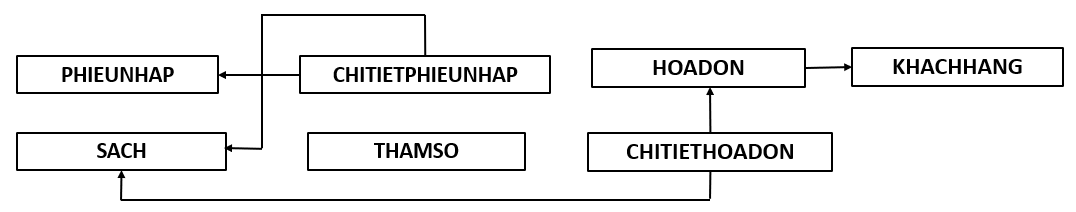 PHIEUNHAP
CHITIETPHIEUNHAP
HOADON
KHACHHANG
SACH
THAMSO
CHITIETHOADON